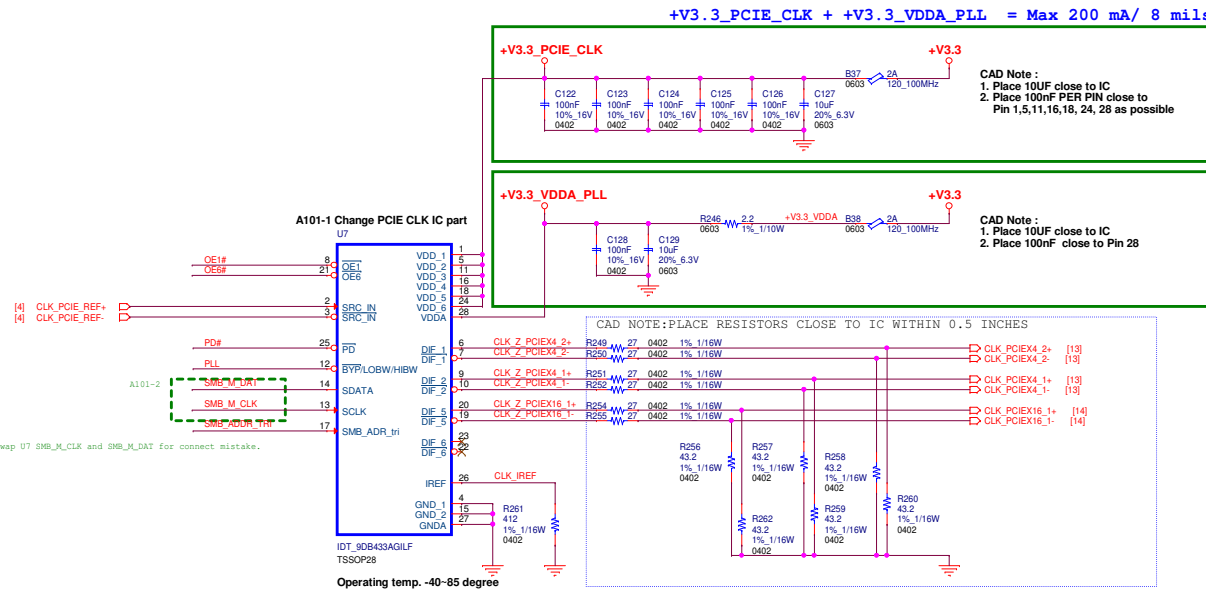 +V3.3_PCIE_CLK + +V3.3_VDDA_PLL = Max 200 mA/ 8 mils
+V3.3_PCIE_CLK
+V3.3
B37
0603
2A
120_100MHz
C122
100nF
10%_16V
0402
C123
100nF
10%_16V
0402
C124
100nF
10%_16V
0402
C125
100nF
10%_16V
0402
C126
100nF
10%_16V
0402
C127
10uF
20%_6.3V
0603
CAD Note :
1. Place 10UF close to IC
2. Place 100nF PER PIN close to
Pin 1,5,11,16,18, 24, 28 as possible
+V3.3_VDDA_PLL
+V3.3
R246
0603
2.2
1%_1/10W
+V3.3_VDDA
B38
0603
2A
120_100MHz
C128
100nF
10%_16V
0402
C129
10uF
20%_6.3V
0603
CAD Note :
1. Place 10UF close to IC
2. Place 100nF close to Pin 28
A101-1 Change PCIE CLK IC part
U7
OE1# 8 OE1
OE6# 21 OE6
[4] CLK_PCIE_REF+ 2 SRC_IN
[4] CLK_PCIE_REF- 3 SRC_IN
PD# 25 PD
PLL 12 BYP/LOBW/HIBW
A101-2
SMB_M_DAT 14 SDATA
SMB_M_CLK 13 SCLK
SMB_ADDR_TRI 17 SMB_ADR_tri
wap U7 SMB_M_CLK and SMB_M_DAT for connect mistake.
VDD_1 1
VDD_2 5
VDD_3 11
VDD_4 16
VDD_5 18
VDD_6 24
VDDA 28
CAD NOTE:PLACE RESISTORS CLOSE TO IC WITHIN 0.5 INCHES
DIF_1 6 CLK_Z_PCIEX4_2+ R249 27 0402 1%_1/16W CLK_PCIEX4_2+ [13]
DIF_1 7 CLK_Z_PCIEX4_2- R250 27 0402 1%_1/16W CLK_PCIEX4_2- [13]
DIF_2 9 CLK_Z_PCIEX4_1+ R251 27 0402 1%_1/16W CLK_PCIEX4_1+ [13]
DIF_2 10 CLK_Z_PCIEX4_1- R252 27 0402 1%_1/16W CLK_PCIEX4_1- [13]
DIF_5 20 CLK_Z_PCIEX16_1+ R254 27 0402 1%_1/16W CLK_PCIEX16_1+ [14]
DIF_5 19 CLK_Z_PCIEX16_1- R255 27 0402 1%_1/16W CLK_PCIEX16_1- [14]
DIF_6 23
DIF_6 22
IREF 26 CLK_IREF
GND_1 4
GND_2 15
GNDA 27
R261
412
1%_1/16W
0402
R256
43.2
1%_1/16W
0402
R257
43.2
1%_1/16W
0402
R258
43.2
1%_1/16W
0402
R260
43.2
1%_1/16W
0402
R262
43.2
1%_1/16W
0402
R259
43.2
1%_1/16W
0402
IDT_9DB433AGILF
TSSOP28
Operating temp. -40~85 degree